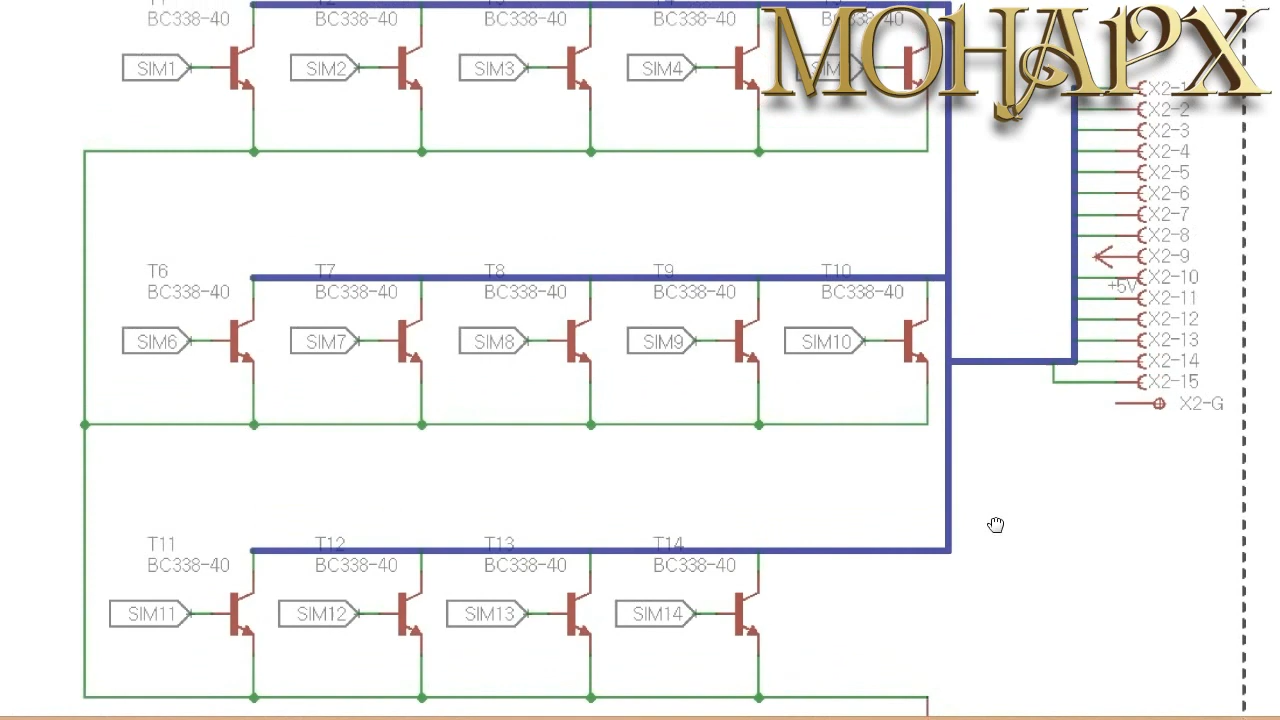 BC338-40 BC338-40 BC338-40 BC338-40
МОНАРХ
SIM1 SIM2 SIM3 SIM4
X2-1
X2-2
X2-3
X2-4
X2-5
X2-6
X2-7
X2-8
X2-9
X2-10
+5V
X2-11
X2-12
X2-13
X2-14
X2-15
X2-G
T6 T7 T8 T9 T10
BC338-40 BC338-40 BC338-40 BC338-40 BC338-40
SIM6 SIM7 SIM8 SIM9 SIM10
T11 T12 T13 T14
BC338-40 BC338-40 BC338-40 BC338-40
SIM11 SIM12 SIM13 SIM14